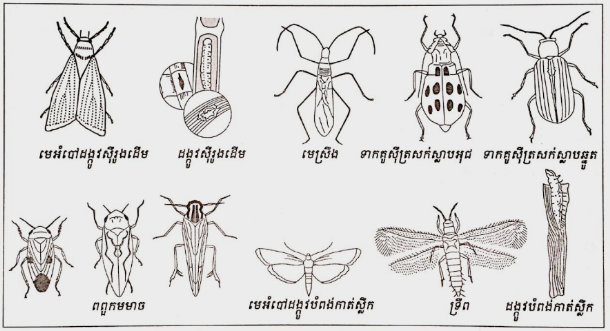 មេអំបៅដង្កូវស៊ីរូងដើម
ដង្កូវស៊ីរូងដើម
មេស្រឹង
ទាកគួស៊ីត្រសក់ស្លាបអុជ
ទាកគួស៊ីត្រសក់ស្លាបឆ្នូត
ពពួកមមាច
មេអំបៅដង្កូវបំពង់កាត់ស្លឹក
ទ្រីព
ដង្កូវបំពង់កាត់ស្លឹក